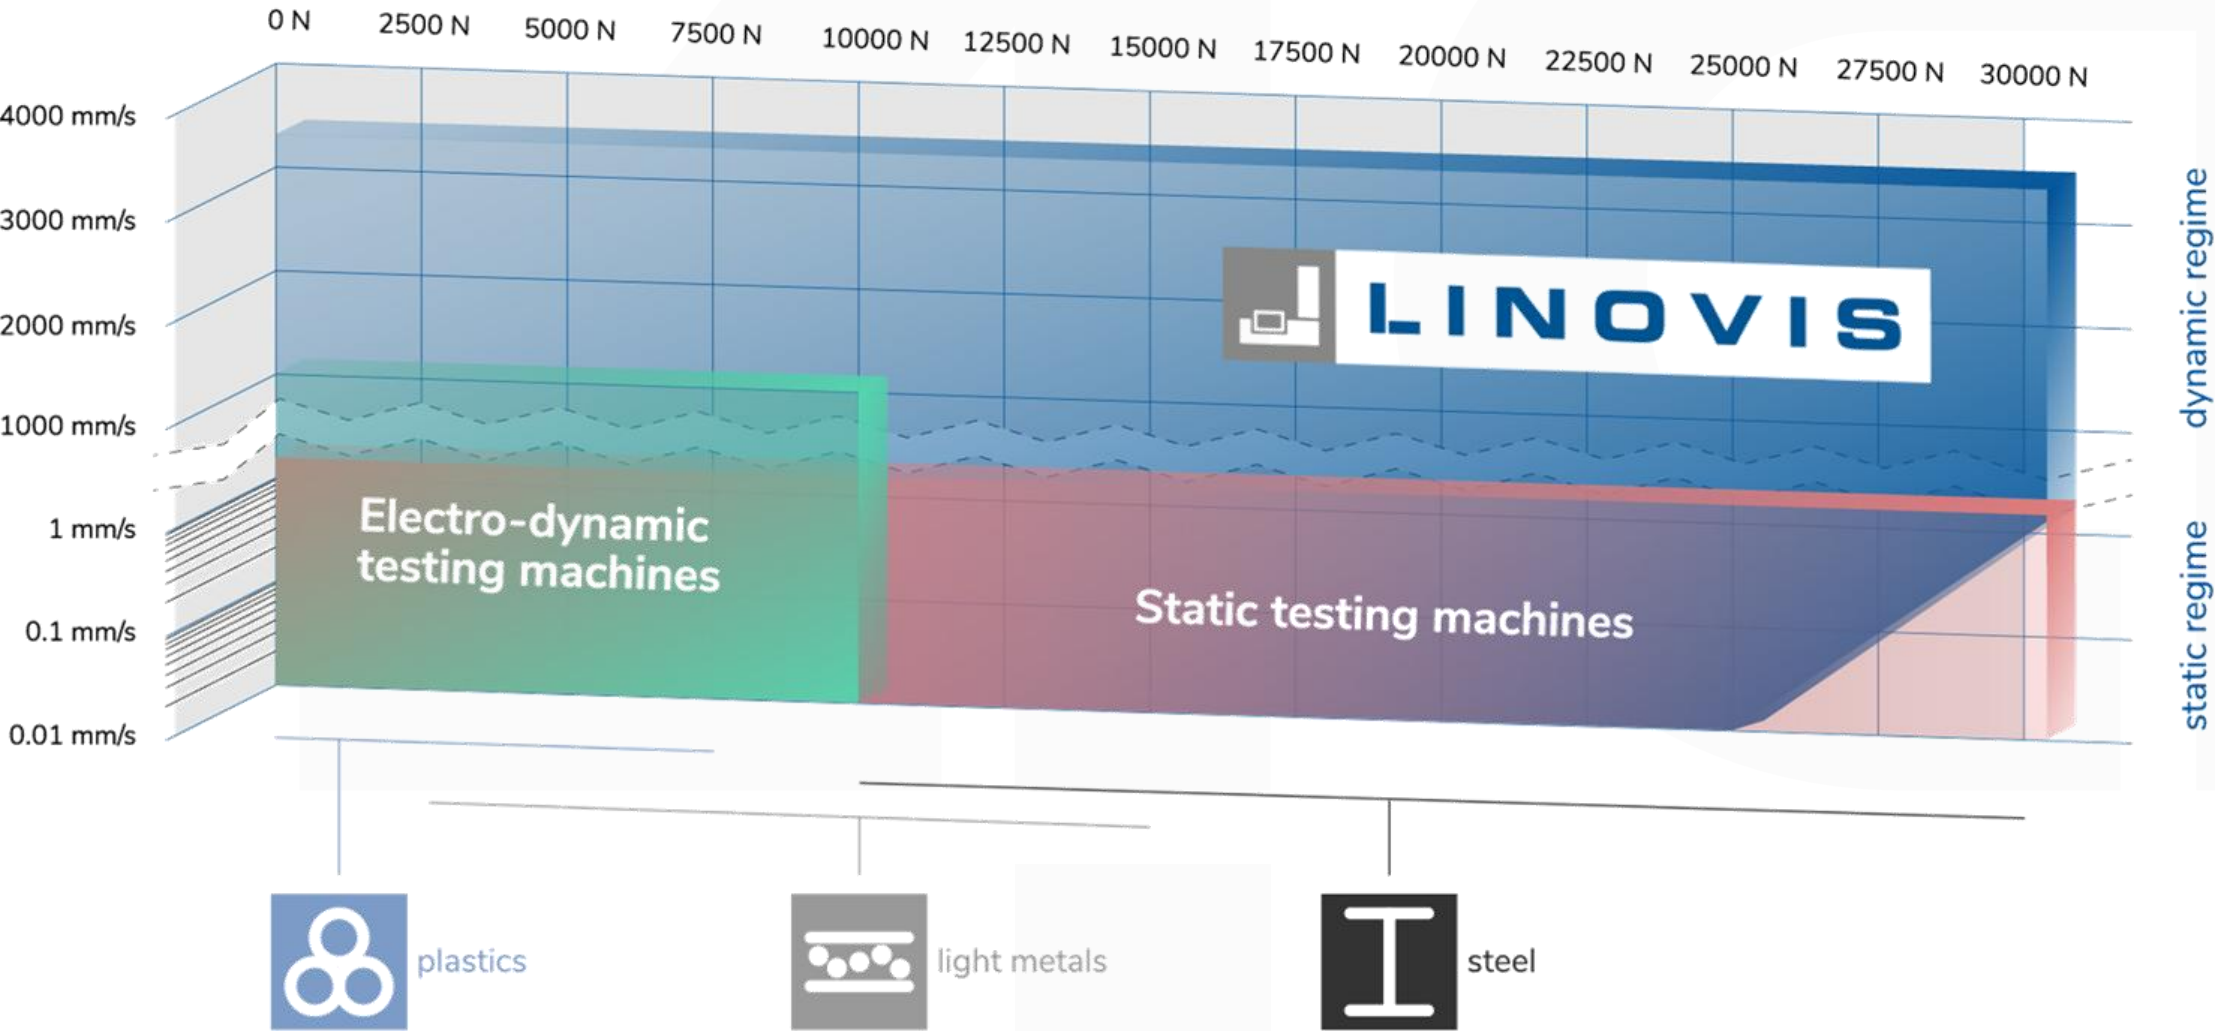 0 N
2500 N
5000 N
7500 N
10000 N
12500 N
15000 N
17500 N
20000 N
22500 N
25000 N
27500 N
30000 N
4000 mm/s
3000 mm/s
2000 mm/s
1000 mm/s
1 mm/s
0.1 mm/s
0.01 mm/s
dynamic regime
static regime
LINOVIS
Electro-dynamic
testing machines
Static testing machines
plastics
light metals
steel